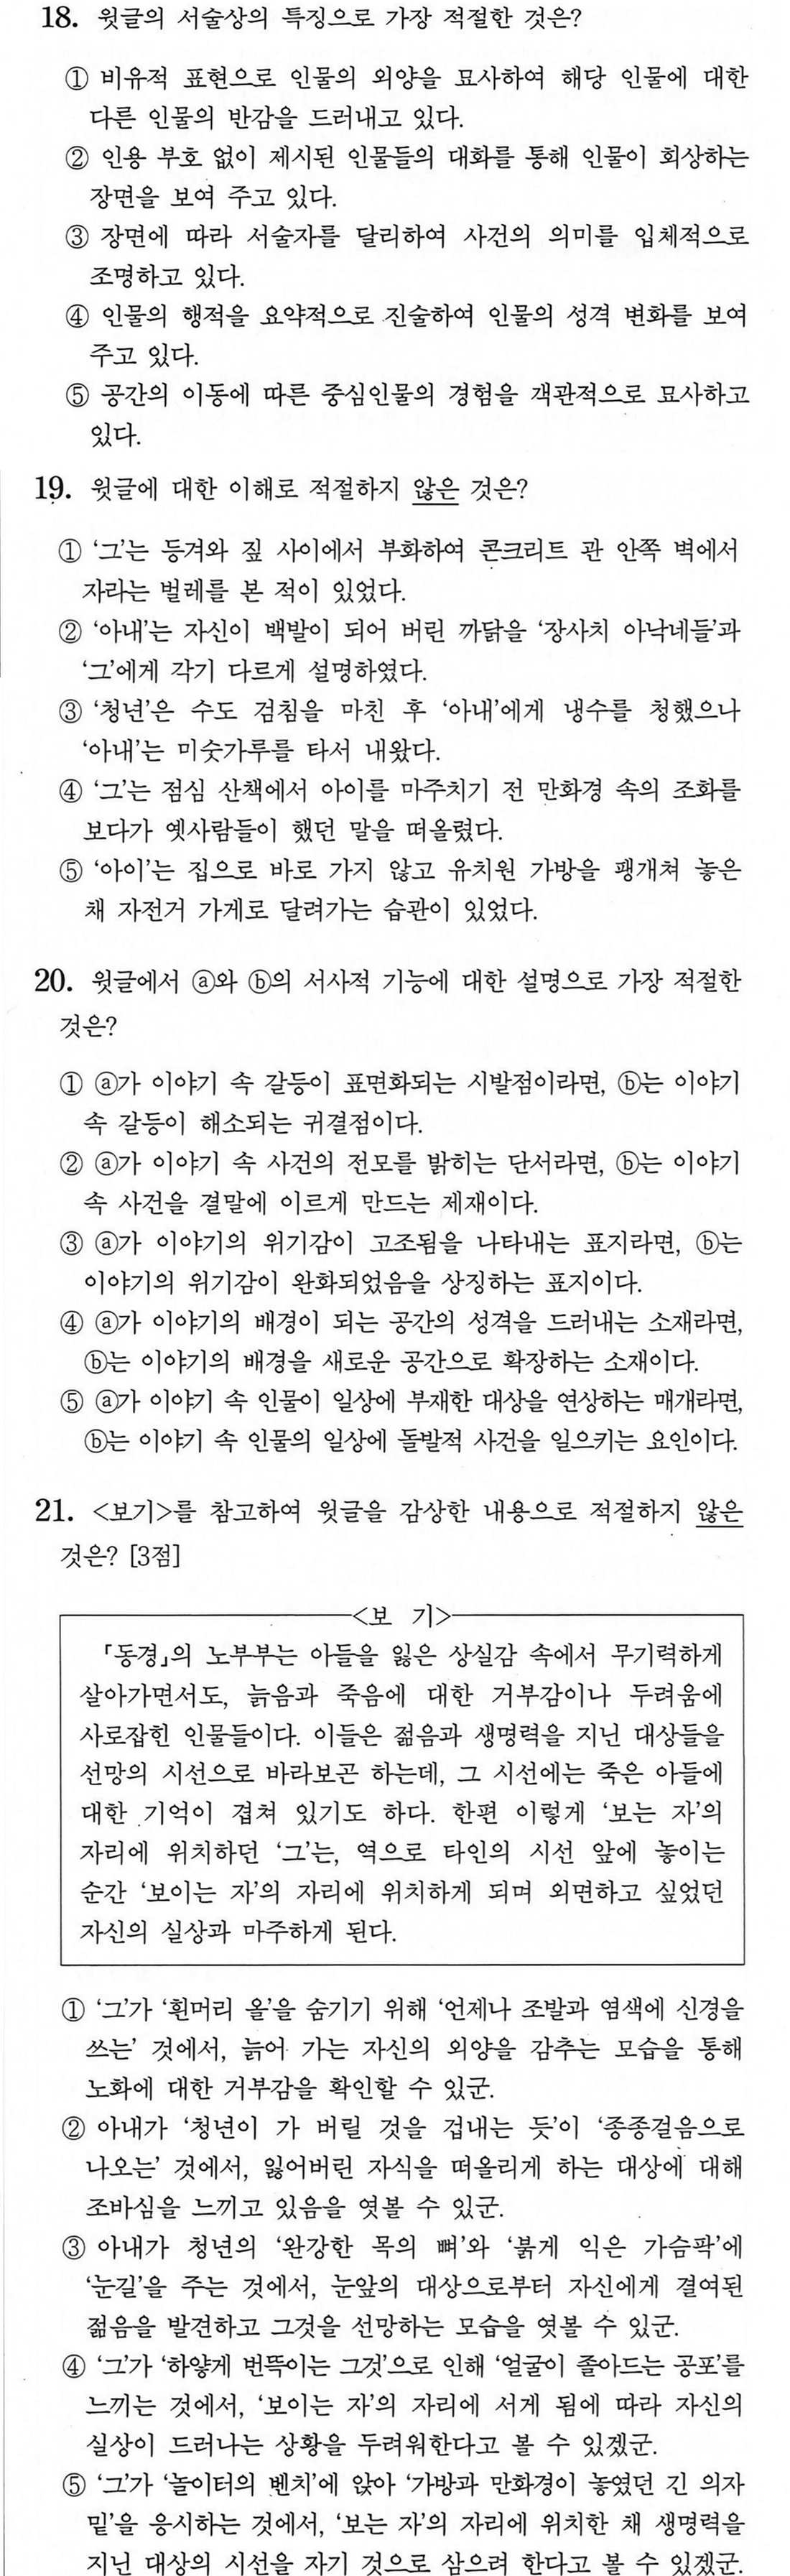 18. 윗글의 서술상의 특징으로 가장 적절한 것은?
① 비유적 표현으로 인물의 외양을 묘사하여 해당 인물에 대한
다른 인물의 반감을 드러내고 있다.
② 인용 부호 없이 제시된 인물들의 대화를 통해 인물이 회상하는
장면을 보여 주고 있다.
③ 장면에 따라 서술자를 달리하여 사건의 의미를 입체적으로
조명하고 있다.
④ 인물의 행적을 요약적으로 진술하여 인물의 성격 변화를 보여
주고 있다.
⑤ 공간의 이동에 따른 중심인물의 경험을 객관적으로 묘사하고
있다.
19. 윗글에 대한 이해로 적절하지 않은 것은?
① ‘그’는 등겨와 짚 사이에서 부화하여 콘크리트 관 안쪽 벽에서
자라는 벌레를 본 적이 있었다.
② ‘아내’는 자신이 백발이 되어 버린 까닭을 ‘장사치 아낙네들’과
‘그’에게 각기 다르게 설명하였다.
③ ‘청년’은 수도 검침을 마친 후 ‘아내’에게 냉수를 청했으나
‘아내’는 미숫가루를 타서 내왔다.
④ ‘그’는 점심 산책에서 아이를 마주치기 전 만화경 속의 조화를
보다가 옛사람들이 했던 말을 떠올렸다.
⑤ ‘아이’는 집으로 바로 가지 않고 유치원 가방을 팽개쳐 놓은
채 자전거 가게로 달려가는 습관이 있었다.
20. 윗글에서 ⓐ와 ⓑ의 서사적 기능에 대한 설명으로 가장 적절한
것은?
① ⓐ가 이야기 속 갈등이 표면화되는 시발점이라면, ⓑ는 이야기
속 갈등이 해소되는 귀결점이다.
② ⓐ가 이야기 속 사건의 전모를 밝히는 단서라면, ⓑ는 이야기
속 사건을 결말에 이르게 만드는 제재이다.
③ ⓐ가 이야기의 위기감이 고조됨을 나타내는 표지라면, ⓑ는
이야기의 위기감이 완화되었음을 상징하는 표지이다.
④ ⓐ가 이야기의 배경이 되는 공간의 성격을 드러내는 소재라면,
ⓑ는 이야기의 배경을 새로운 공간으로 확장하는 소재이다.
⑤ ⓐ가 이야기 속 인물이 일상에 부재한 대상을 연상하는 매개라면,
ⓑ는 이야기 속 인물의 일상에 돌발적 사건을 일으키는 요인이다.
21. <보기>를 참고하여 윗글을 감상한 내용으로 적절하지 않은
것은? [3점]
<보 기>
「동경」의 노부부는 아들을 잃은 상실감 속에서 무기력하게
살아가면서도, 늙음과 죽음에 대한 거부감이나 두려움에
사로잡힌 인물들이다. 이들은 젊음과 생명력을 지닌 대상들을
선망의 시선으로 바라보곤 하는데, 그 시선에는 죽은 아들에
대한 기억이 겹쳐 있기도 하다. 한편 이렇게 ‘보는 자’의
자리에 위치하던 ‘그’는, 역으로 타인의 시선 앞에 놓이는
순간 ‘보이는 자’의 자리에 위치하게 되며 외면하고 싶었던
자신의 실상과 마주하게 된다.
① ‘그’가 ‘흰머리 올’을 숨기기 위해 ‘언제나 조발과 염색에 신경을
쓰는’ 것에서, 늙어 가는 자신의 외양을 감추는 모습을 통해
노화에 대한 거부감을 확인할 수 있군.
② 아내가 ‘청년이 가 버릴 것을 겁내는 듯’이 ‘종종걸음으로
나오는’ 것에서, 잃어버린 자식을 떠올리게 하는 대상에 대해
조바심을 느끼고 있음을 엿볼 수 있군.
③ 아내가 청년의 ‘완강한 목의 뼈’와 ‘붉게 익은 가슴팍’에
‘눈길’을 주는 것에서, 눈앞의 대상으로부터 자신에게 결여된
젊음을 발견하고 그것을 선망하는 모습을 엿볼 수 있군.
④ ‘그’가 ‘하얗게 번뜩이는 그것’으로 인해 ‘얼굴이 졸아드는 공포’를
느끼는 것에서, ‘보이는 자’의 자리에 서게 됨에 따라 자신의
실상이 드러나는 상황을 두려워한다고 볼 수 있겠군.
⑤ ‘그’가 ‘놀이터의 벤치’에 앉아 ‘가방과 만화경이 놓였던 긴 의자
밑’을 응시하는 것에서, ‘보는 자’의 자리에 위치한 채 생명력을
지닌 대상의 시선을 자기 것으로 삼으려 한다고 볼 수 있겠군.